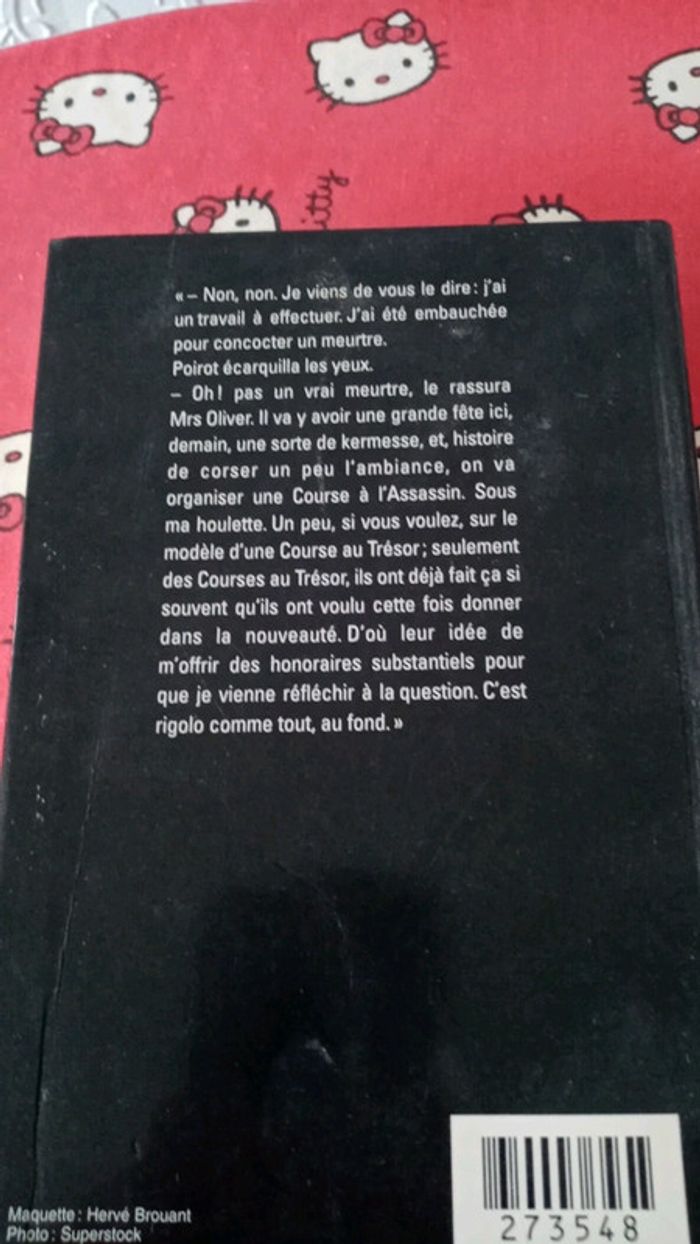 itty
« – Non, non. Je viens de vous le dire : j'ai
un travail à effectuer. J'ai été embauchée
pour concocter un meurtre.
Poirot écarquilla les yeux.
– Oh ! pas un vrai meurtre, le rassura
Mrs Oliver. Il va y avoir une grande fête ici,
demain, une sorte de kermesse, et, histoire
de corser un peu l'ambiance, on va
organiser une Course à l'Assassin. Sous
ma houlette. Un peu, si vous voulez, sur le
modèle d'une Course au Trésor ; seulement
des Courses au Trésor, ils ont déjà fait ça si
souvent qu'ils ont voulu cette fois donner
dans la nouveauté. D'où leur idée de
m'offrir des honoraires substantiels pour
que je vienne réfléchir à la question. C'est
rigolo comme tout, au fond. »
Maquette : Hervé Brouant
Photo : Superstock
273548